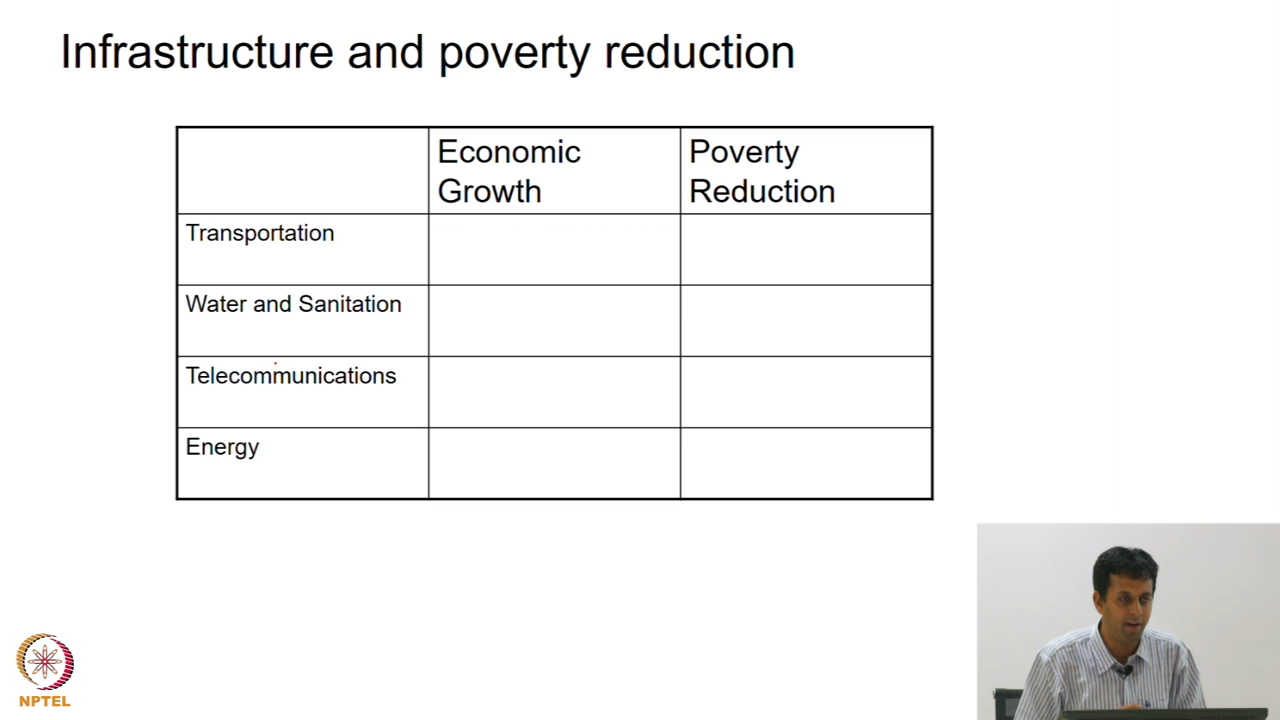 Infrastructure and poverty reduction
Economic Growth
Poverty Reduction
Transportation
Water and Sanitation
Telecommunications
Energy
NPTEL